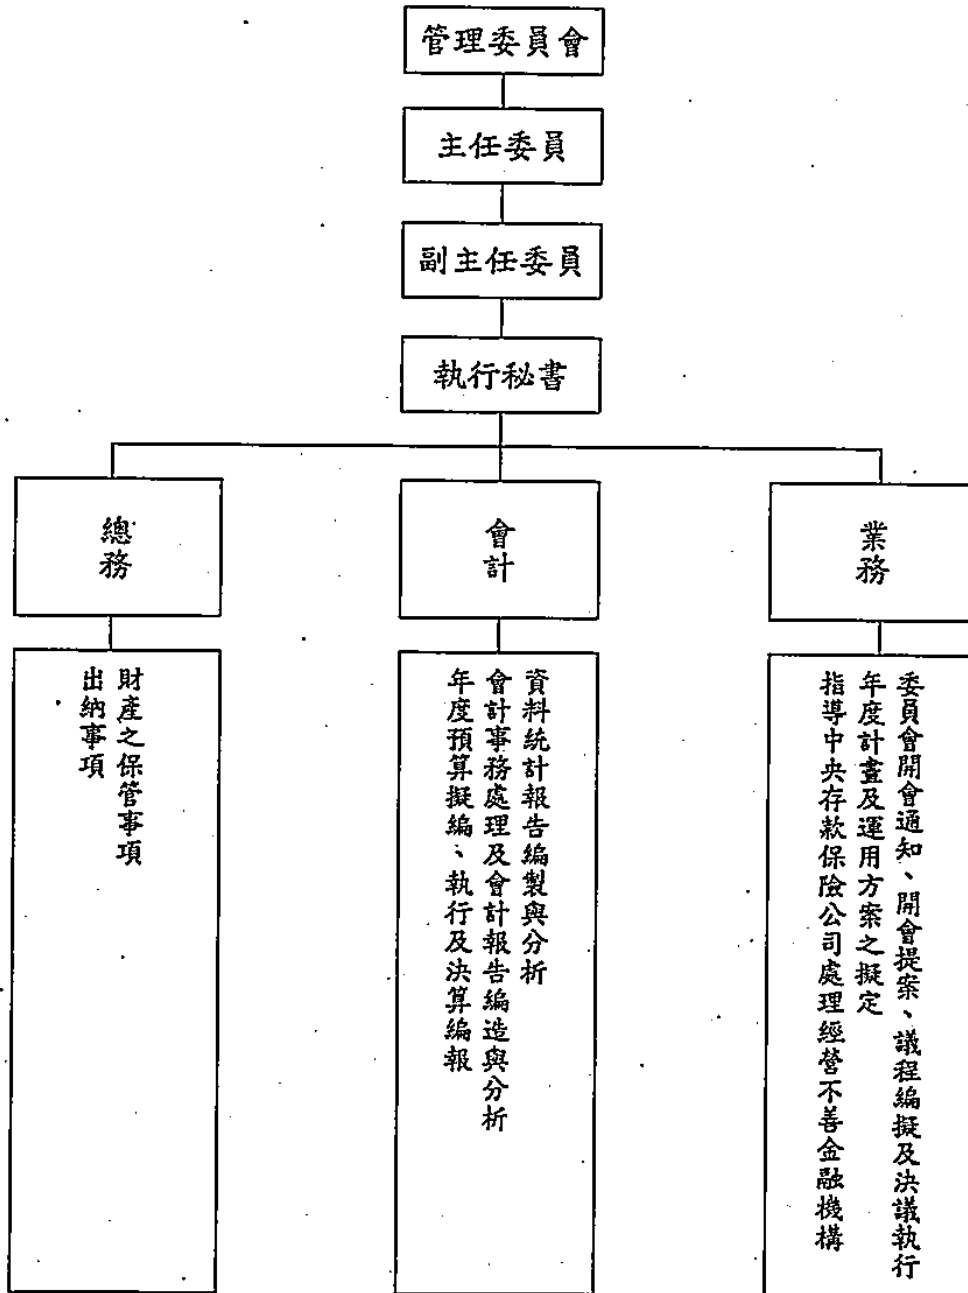 管理委員會
主任委員
副主任委員
執行秘書
業務
委員會開會通知、開會提案、議程編擬及決議執行
年度計畫及運用方案之擬定
指導中央存款保險公司處理經營不善金融機構
會計
資料統計報告編製與分析
會計事務處理及會計報告編造與分析
年度預算擬編、執行及決算編報
總務
財產之保管事項
出納事項